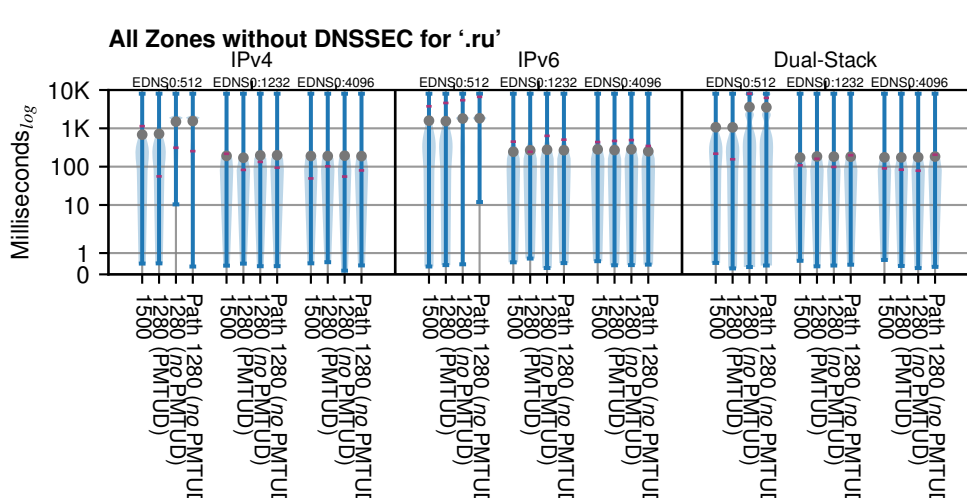 All Zones without DNSSEC for ‘.ru’
IPv4 IPv6 Dual-Stack
EDNS0:512 EDNS0:1232 EDNS0:4096 EDNS0:512 EDNS0:1232 EDNS0:4096 EDNS0:512 EDNS0:1232 EDNS0:4096
Milliseconds log
10K
1K
100
10
1
0
1500
1280 (PMTUD)
1280 (no PMTUD)
Path 1280 (no PMTUD
1500
1280 (PMTUD)
1280 (no PMTUD)
Path 1280 (no PMTUD
1500
1280 (PMTUD)
1280 (no PMTUD)
Path 1280 (no PMTUD
1500
1280 (PMTUD)
1280 (no PMTUD)
Path 1280 (no PMTUD
1500
1280 (PMTUD)
1280 (no PMTUD)
Path 1280 (no PMTUD
1500
1280 (PMTUD)
1280 (no PMTUD)
Path 1280 (no PMTUD
1500
1280 (PMTUD)
1280 (no PMTUD)
Path 1280 (no PMTUD
1500
1280 (PMTUD)
1280 (no PMTUD)
Path 1280 (no PMTUD
1500
1280 (PMTUD)
1280 (no PMTUD)
Path 1280 (no PMTUD